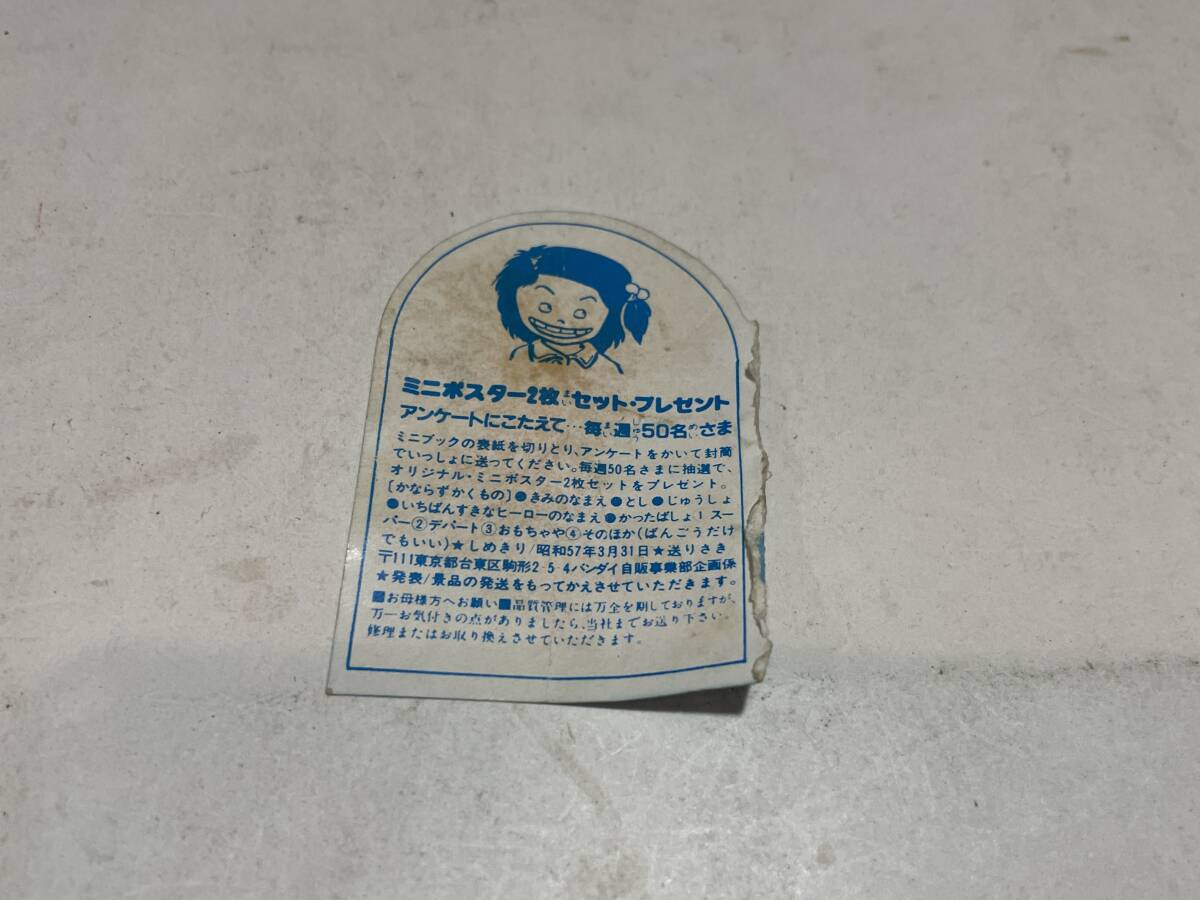 ミニポスター2枚まいセット・プレゼント
アンケートにこたえて…毎まい週しゅう50名めいさま
ミニブックの表紙を切りとり、アンケートをかいて封筒
でいっしょに送ってください。毎週50名さまに抽選で、
オリジナル・ミニポスター2枚セットをプレゼント。
〔かならずかくもの〕●きみのなまえ●とし●じゅうしょ
●いちばんすきなヒーローのなまえ●かったばしょ1スー
パー②デパート③おもちゃや④そのほか(ばんごうだけ
でもいい)★しめきり/昭和57年3月31日★送りさき
〒111東京都台東区駒形2-5-4バンダイ自販事業部企画係
★発表/景品の発送をもってかえさせていただきます。
■お母様方へお願い■品質管理には万全を期しておりますが、
万一お気付きの点がありましたら、当社までお送り下さい。
修理またはお取り換えさせていただきます。